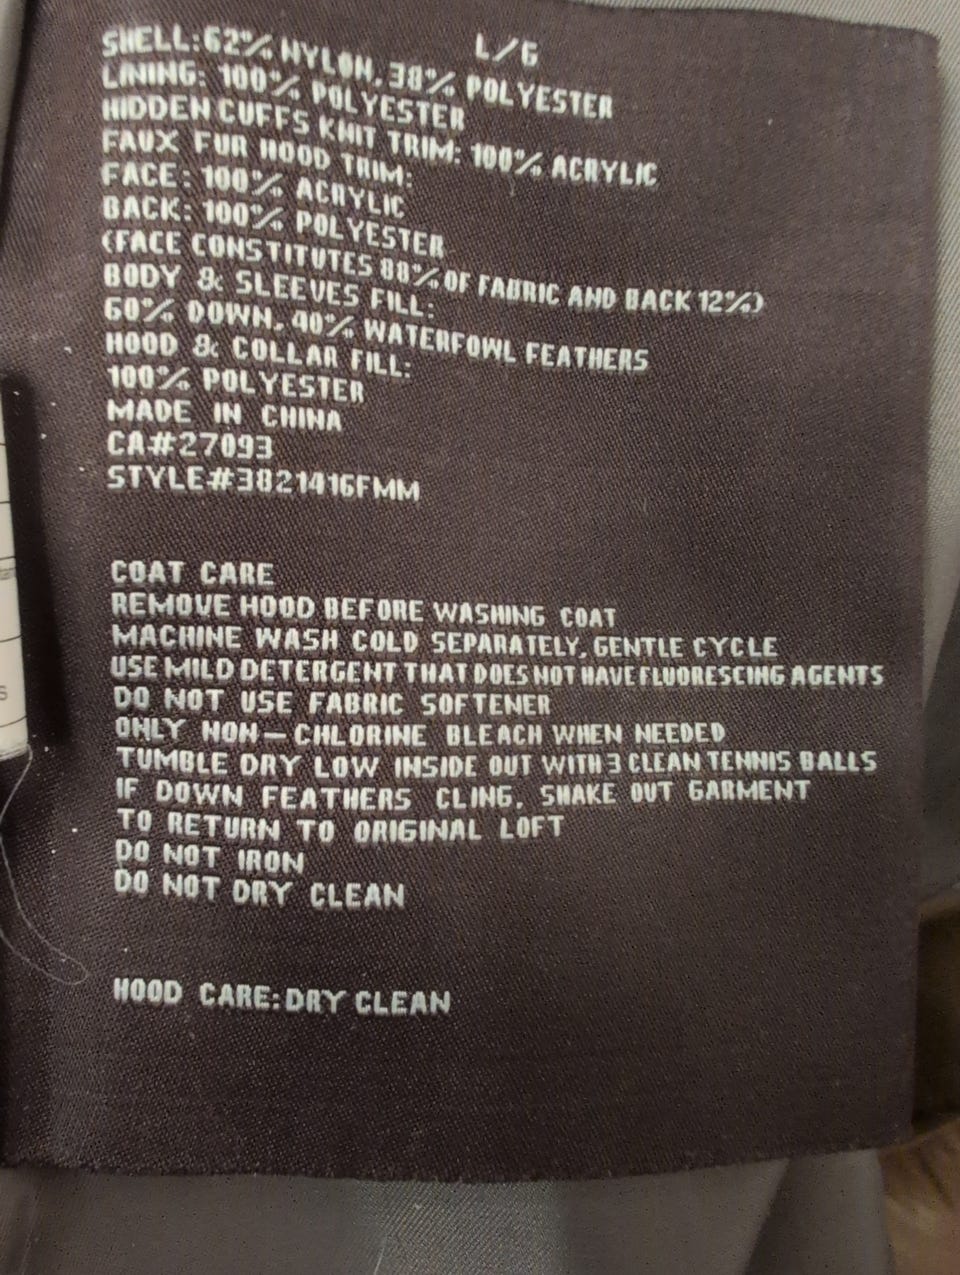 L/G
SHELL:62% NYLON, 38% POLYESTER
LINING: 100% POLYESTER
HIDDEN CUFFS KNIT TRIM: 100% ACRYLIC
FAUX FUR HOOD TRIM:
FACE: 100% ACRYLIC
BACK: 100% POLYESTER
(FACE CONSTITUTES 88% OF FABRIC AND BACK 12%)
BODY & SLEEVES FILL:
60% DOWN, 40% WATERFOWL FEATHERS
HOOD & COLLAR FILL:
100% POLYESTER
MADE IN CHINA
CA#27093
STYLE#3821416FMM
COAT CARE
REMOVE HOOD BEFORE WASHING COAT
MACHINE WASH COLD SEPARATELY, GENTLE CYCLE
USE MILD DETERGENT THAT DOES NOT HAVE FLUORESCING AGENTS
DO NOT USE FABRIC SOFTENER
ONLY NON-CHLORINE BLEACH WHEN NEEDED
TUMBLE DRY LOW INSIDE OUT WITH 3 CLEAN TENNIS BALLS
IF DOWN FEATHERS CLING, SHAKE OUT GARMENT
TO RETURN TO ORIGINAL LOFT
DO NOT IRON
DO NOT DRY CLEAN
HOOD CARE: DRY CLEAN